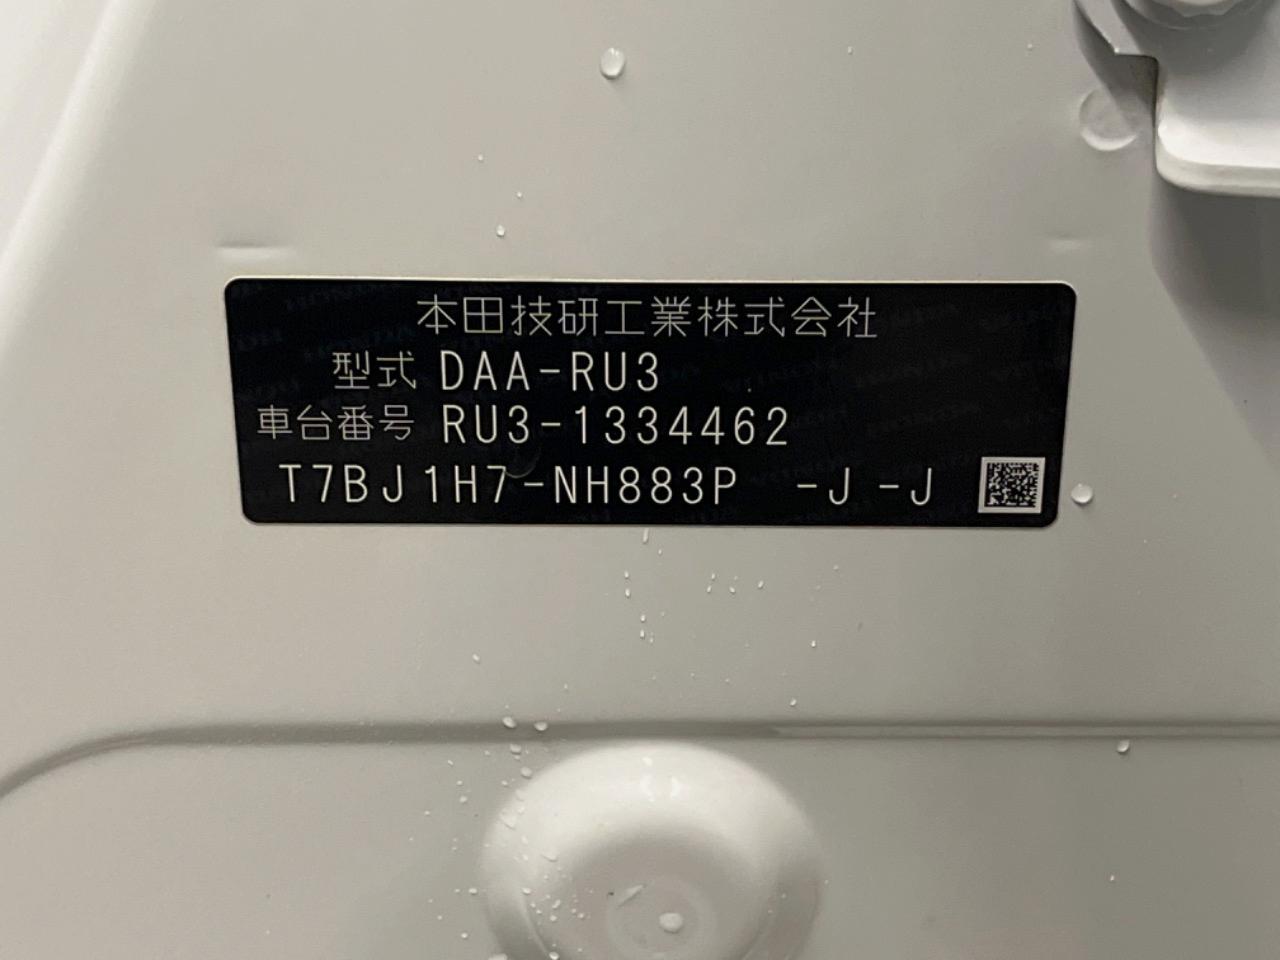 本田技研工業株式会社
型式 DAA-RU3
車台番号 RU3-1334462
T7BJ1H7-NH883P -J -J